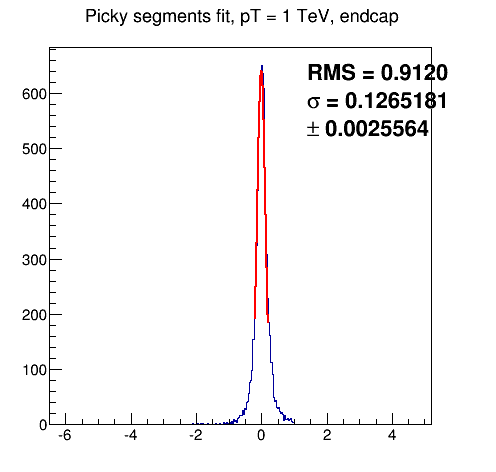 Picky segments fit, pT = 1 TeV, endcap
RMS = 0.9120
σ = 0.1265181
± 0.0025564
600
500
400
300
200
100
0
-6 -4 -2 0 2 4